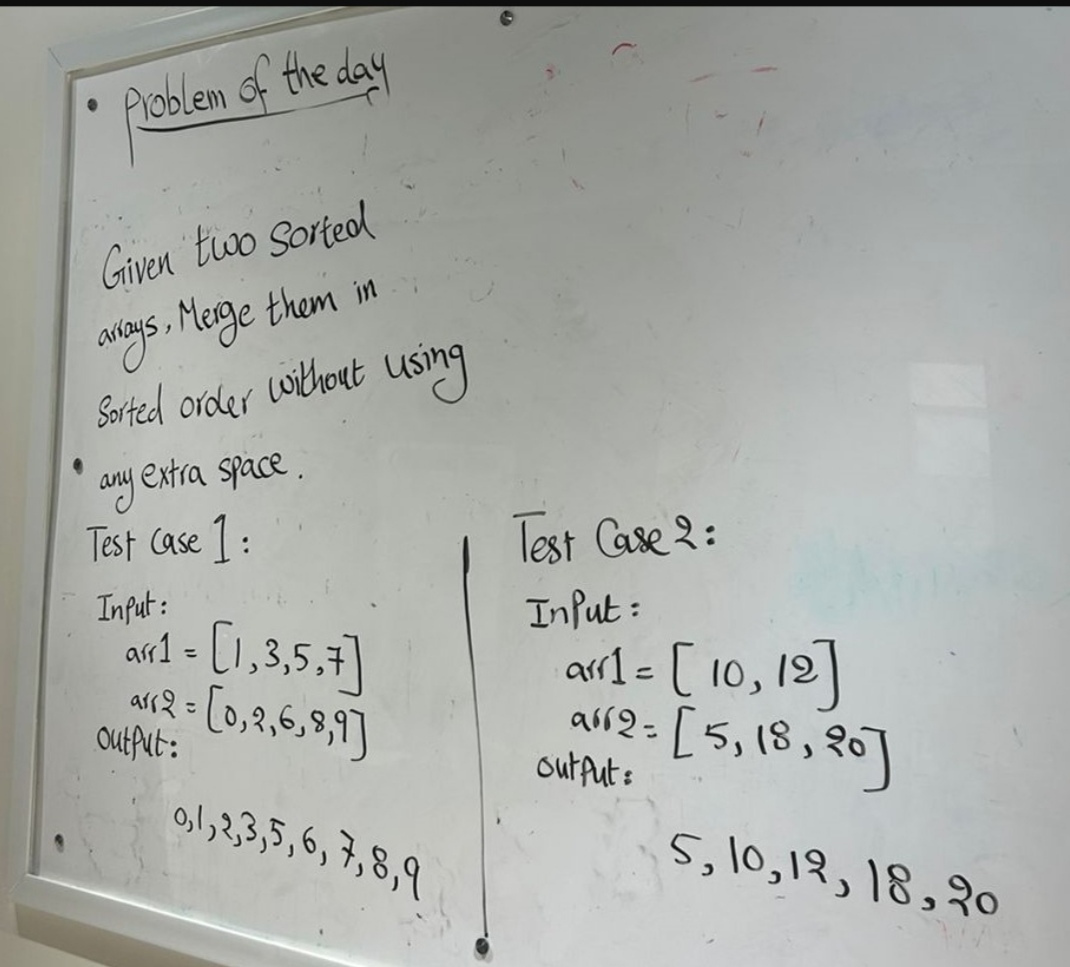 • Problem of the day
Given two sorted
arrays, Merge them in
Sorted order without using
any extra space.
Test Case 1:
Input:
arr1 = [1,3,5,7]
arr2 = [0,2,6,8,9]
Output:
0,1,2,3,5,6,7,8,9
Test Case 2:
Input:
arr1 = [10, 12]
arr2 = [5, 18, 20]
Output:
5, 10, 12, 18, 20